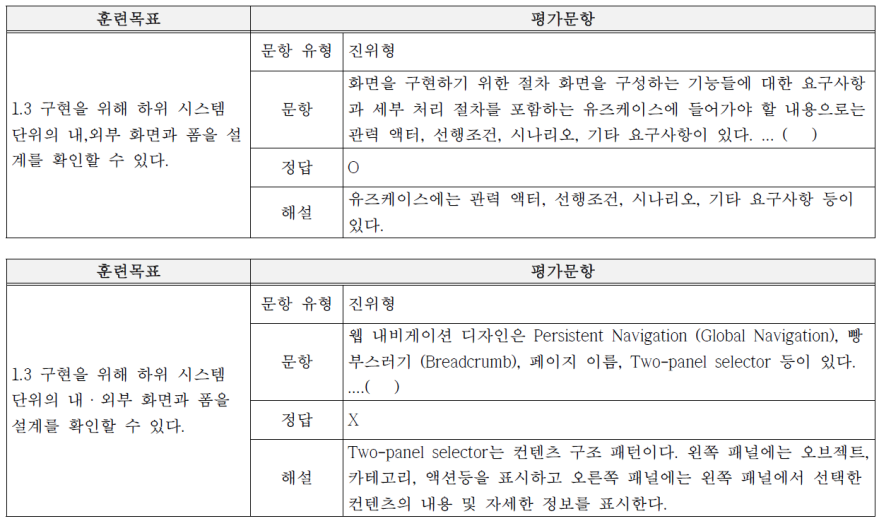 훈련목표 평가문항
문항 유형 진위형
1.3 구현을 위해 하위 시스템
단위의 내,외부 화면과 폼을 설
계를 확인할 수 있다.
문항
화면을 구현하기 위한 절차 화면을 구성하는 기능들에 대한 요구사항
과 세부 처리 절차를 포함하는 유즈케이스에 들어가야 할 내용으로는
관력 액터, 선행조건, 시나리오, 기타 요구사항이 있다. ... ( )
정답 O
해설
유즈케이스에는 관력 액터, 선행조건, 시나리오, 기타 요구사항 등이
있다.
훈련목표 평가문항
문항 유형 진위형
1.3 구현을 위해 하위 시스템
단위의 내 · 외부 화면과 폼을
설계를 확인할 수 있다.
문항
웹 내비게이션 디자인은 Persistent Navigation (Global Navigation), 빵
부스러기 (Breadcrumb), 페이지 이름, Two-panel selector 등이 있다.
....( )
정답 X
해설
Two-panel selector는 컨텐츠 구조 패턴이다. 왼쪽 패널에는 오브젝트,
카테고리, 액션등을 표시하고 오른쪽 패널에는 왼쪽 패널에서 선택한
컨텐츠의 내용 및 자세한 정보를 표시한다.